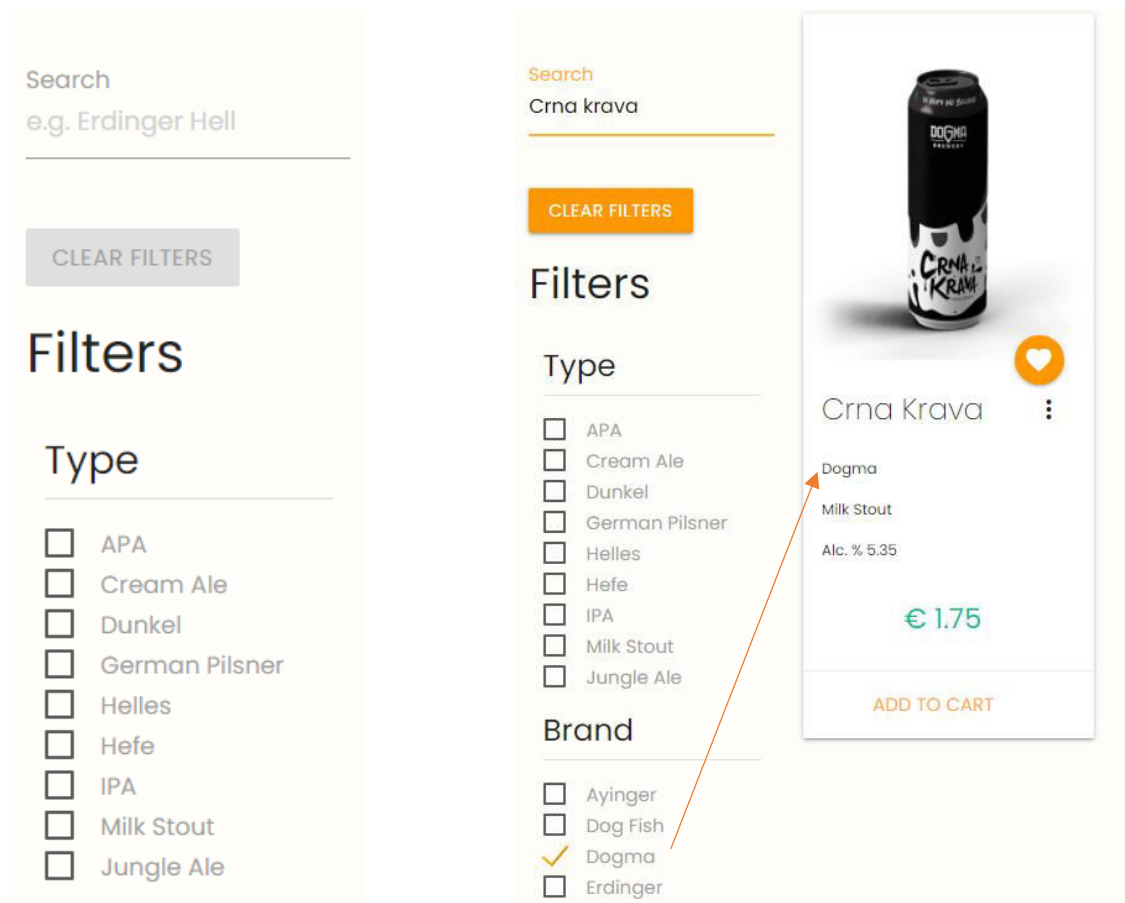 Search
e.g. Erdinger Hell
CLEAR FILTERS
Filters
Type
APA
Cream Ale
Dunkel
German Pilsner
Helles
Hefe
IPA
Milk Stout
Jungle Ale
Search
Crna krava
CLEAR FILTERS
Filters
Type
APA
Cream Ale
Dunkel
German Pilsner
Helles
Hefe
IPA
Milk Stout
Jungle Ale
Brand
Ayinger
Dog Fish
Dogma
Erdinger
DOGMA
BREWERY
CRNA
KRAVA
Crna Krava
Dogma
Milk Stout
Alc. % 5.35
€ 1.75
ADD TO CART